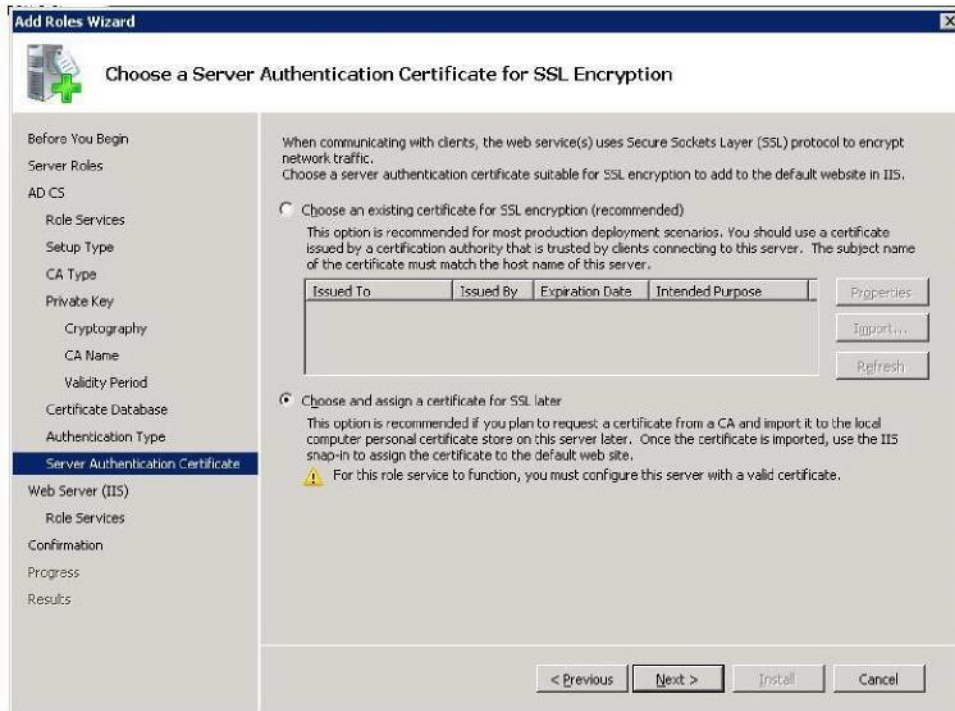 Add Roles Wizard
Choose a Server Authentication Certificate for SSL Encryption
Before You Begin
Server Roles
AD CS
Role Services
Setup Type
CA Type
Private Key
Cryptography
CA Name
Validity Period
Certificate Database
Authentication Type
Server Authentication Certificate
Web Server (IIS)
Role Services
Confirmation
Progress
Results
When communicating with clients, the web service(s) uses Secure Sockets Layer (SSL) protocol to encrypt
network traffic.
Choose a server authentication certificate suitable for SSL encryption to add to the default website in IIS.
Choose an existing certificate for SSL encryption (recommended)
This option is recommended for most production deployment scenarios. You should use a certificate
issued by a certification authority that is trusted by clients connecting to this server. The subject name
of the certificate must match the host name of this server.
Issued To Issued By Expiration Date Intended Purpose
Properties
Import...
Refresh
Choose and assign a certificate for SSL later
This option is recommended if you plan to request a certificate from a CA and import it to the local
computer personal certificate store on this server later. Once the certificate is imported, use the IIS
snap-in to assign the certificate to the default web site.
For this role service to function, you must configure this server with a valid certificate.
< Previous Next > Install Cancel